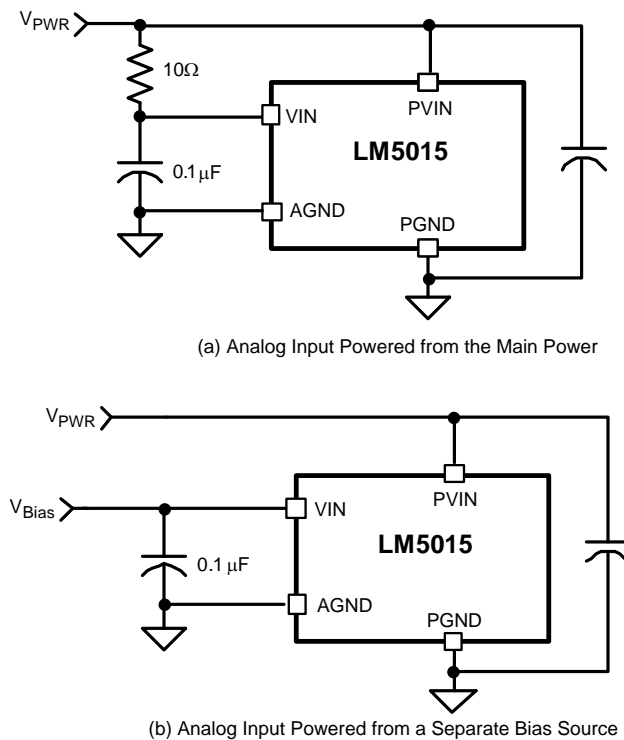 VPWR
10Ω
VIN
PVIN
LM5015
0.1 µF
AGND
PGND
(a) Analog Input Powered from the Main Power
VPWR
VBias
VIN
PVIN
LM5015
0.1 µF
AGND
PGND
(b) Analog Input Powered from a Separate Bias Source